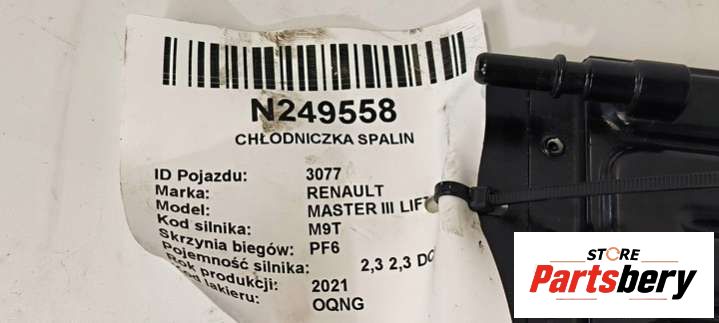 N249558
CHŁODNICZKA SPALIN
ID Pojazdu: 3077
Marka: RENAULT
Model: MASTER III LIFT
Kod silnika: M9T
Skrzynia biegów: PF6
Pojemność silnika: 2,3 2,3 DC
Rok produkcji: 2021
lakieru: OQNG
STORE
Partsbery